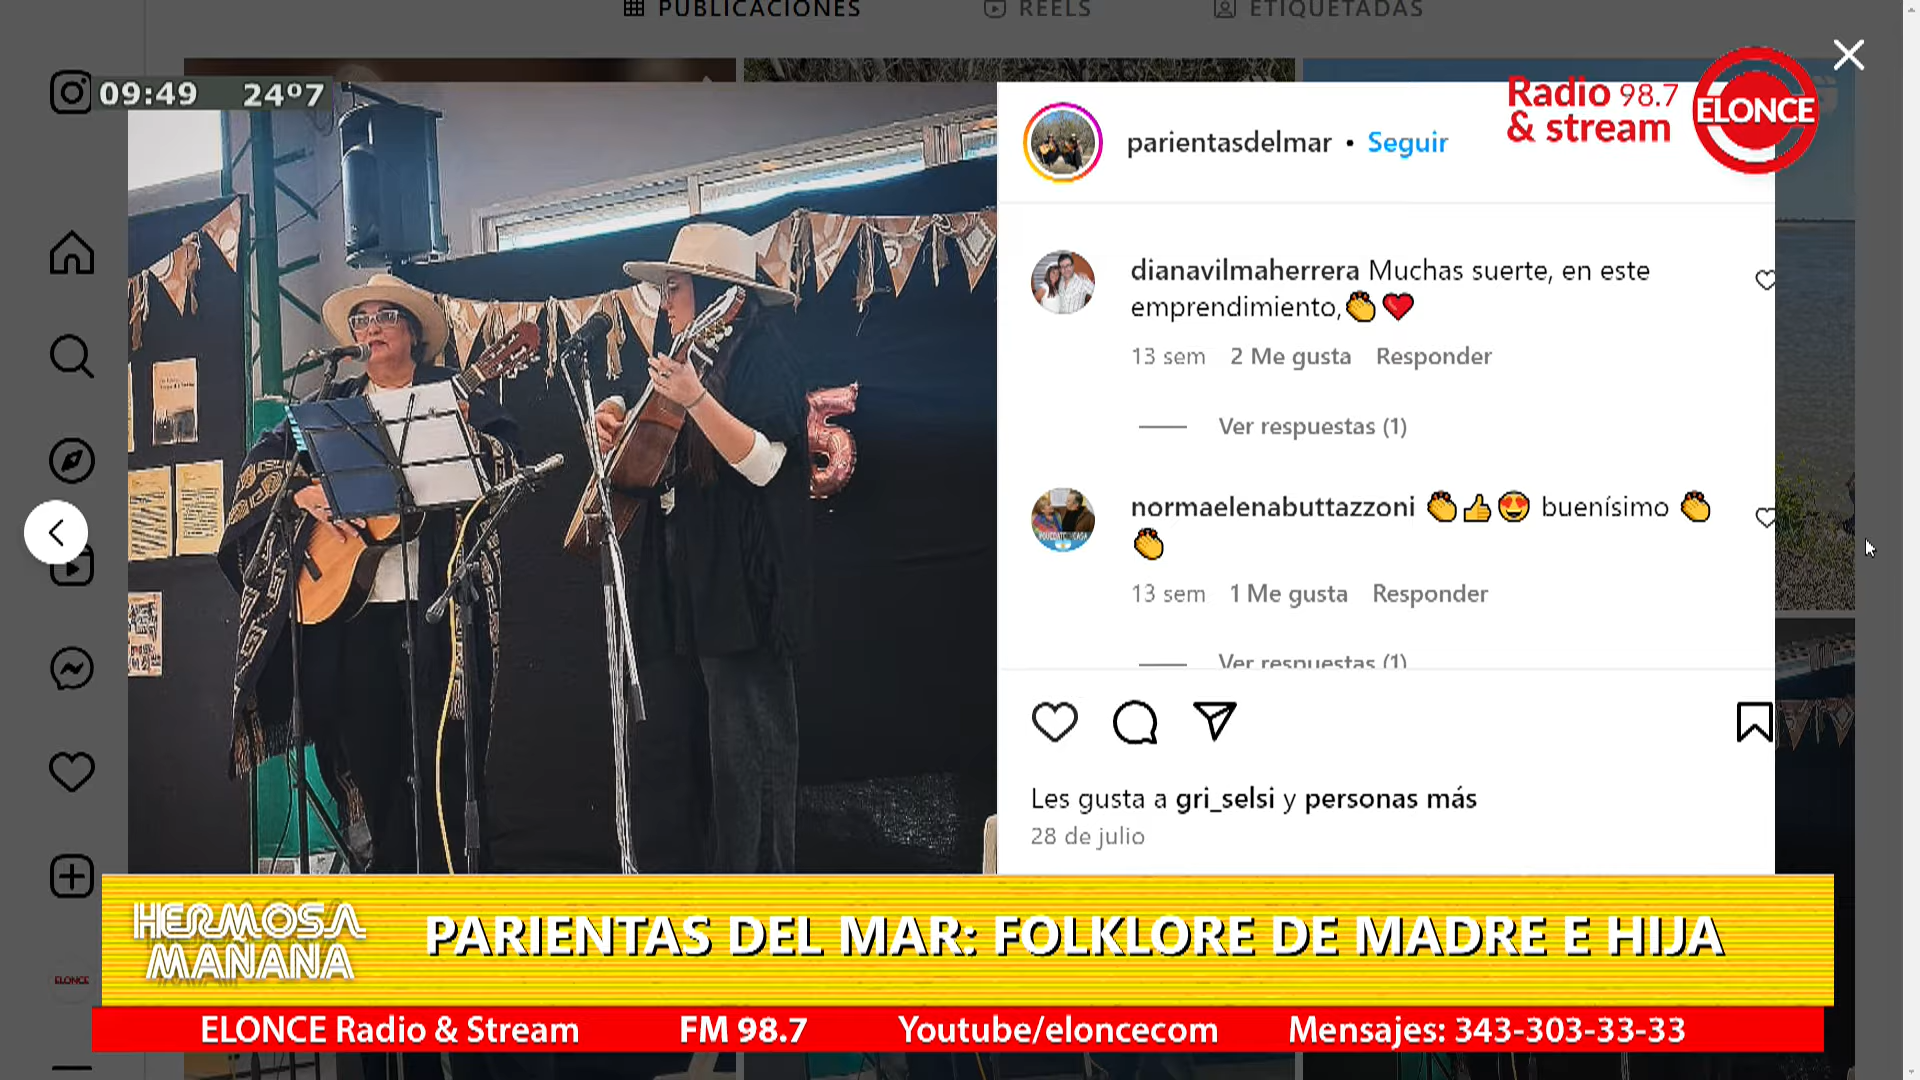 PUBLICACIONES
REELS
ETIQUETADAS
09:49 24º7
Radio 98.7
& stream
ELONCE
parientasdelmar • Seguir
dianavilmaherrera Muchas suerte, en este
emprendimiento,👏❤️
13 sem 2 Me gusta Responder
Ver respuestas (1)
normaelenabuttazzoni 👏👍😍 buenísimo 👏
👏
13 sem 1 Me gusta Responder
Ver respuestas (1)
5
Les gusta a gri_selsi y personas más
28 de julio
HERMOSA
MAÑANA
PARIENTAS DEL MAR: FOLKLORE DE MADRE E HIJA
ELONCE
ELONCE Radio & Stream FM 98.7 Youtube/eloncecom Mensajes: 343-303-33-33